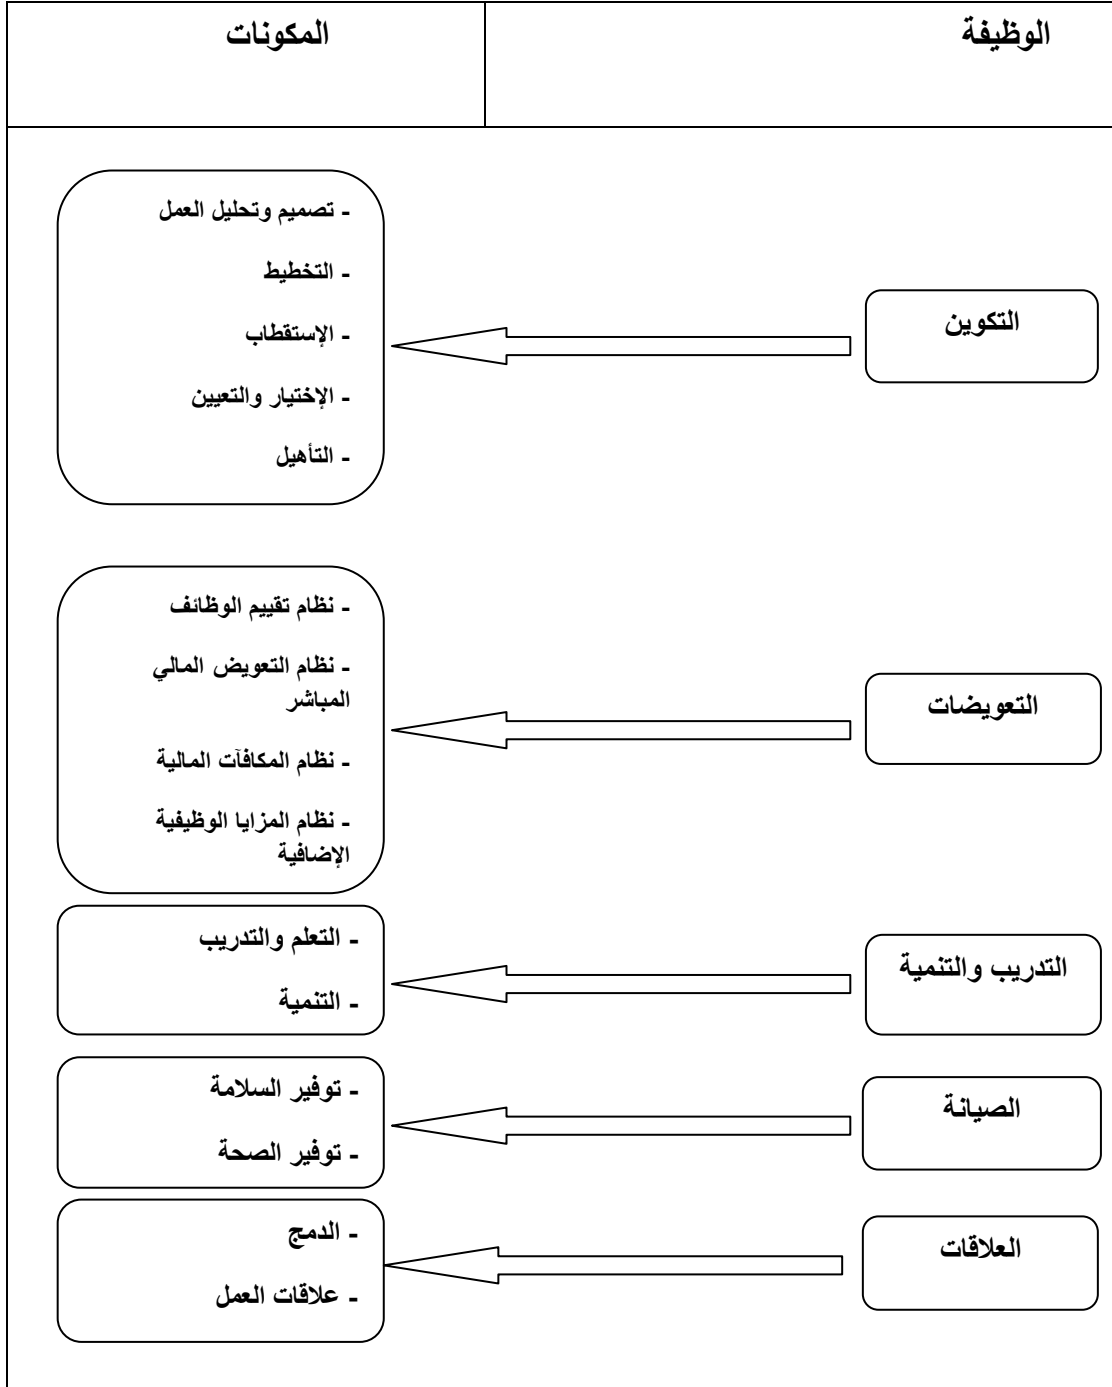 الوظيفة
المكونات
التكوين
- تصميم وتحليل العمل
- التخطيط
- الإستقطاب
- الإختيار والتعيين
- التأهيل
التعويضات
- نظام تقييم الوظائف
- نظام التعويض المالي
المباشر
- نظام المكافآت المالية
- نظام المزايا الوظيفية
الإضافية
التدريب والتنمية
- التعلم والتدريب
- التنمية
الصيانة
- توفير السلامة
- توفير الصحة
العلاقات
- الدمج
- علاقات العمل